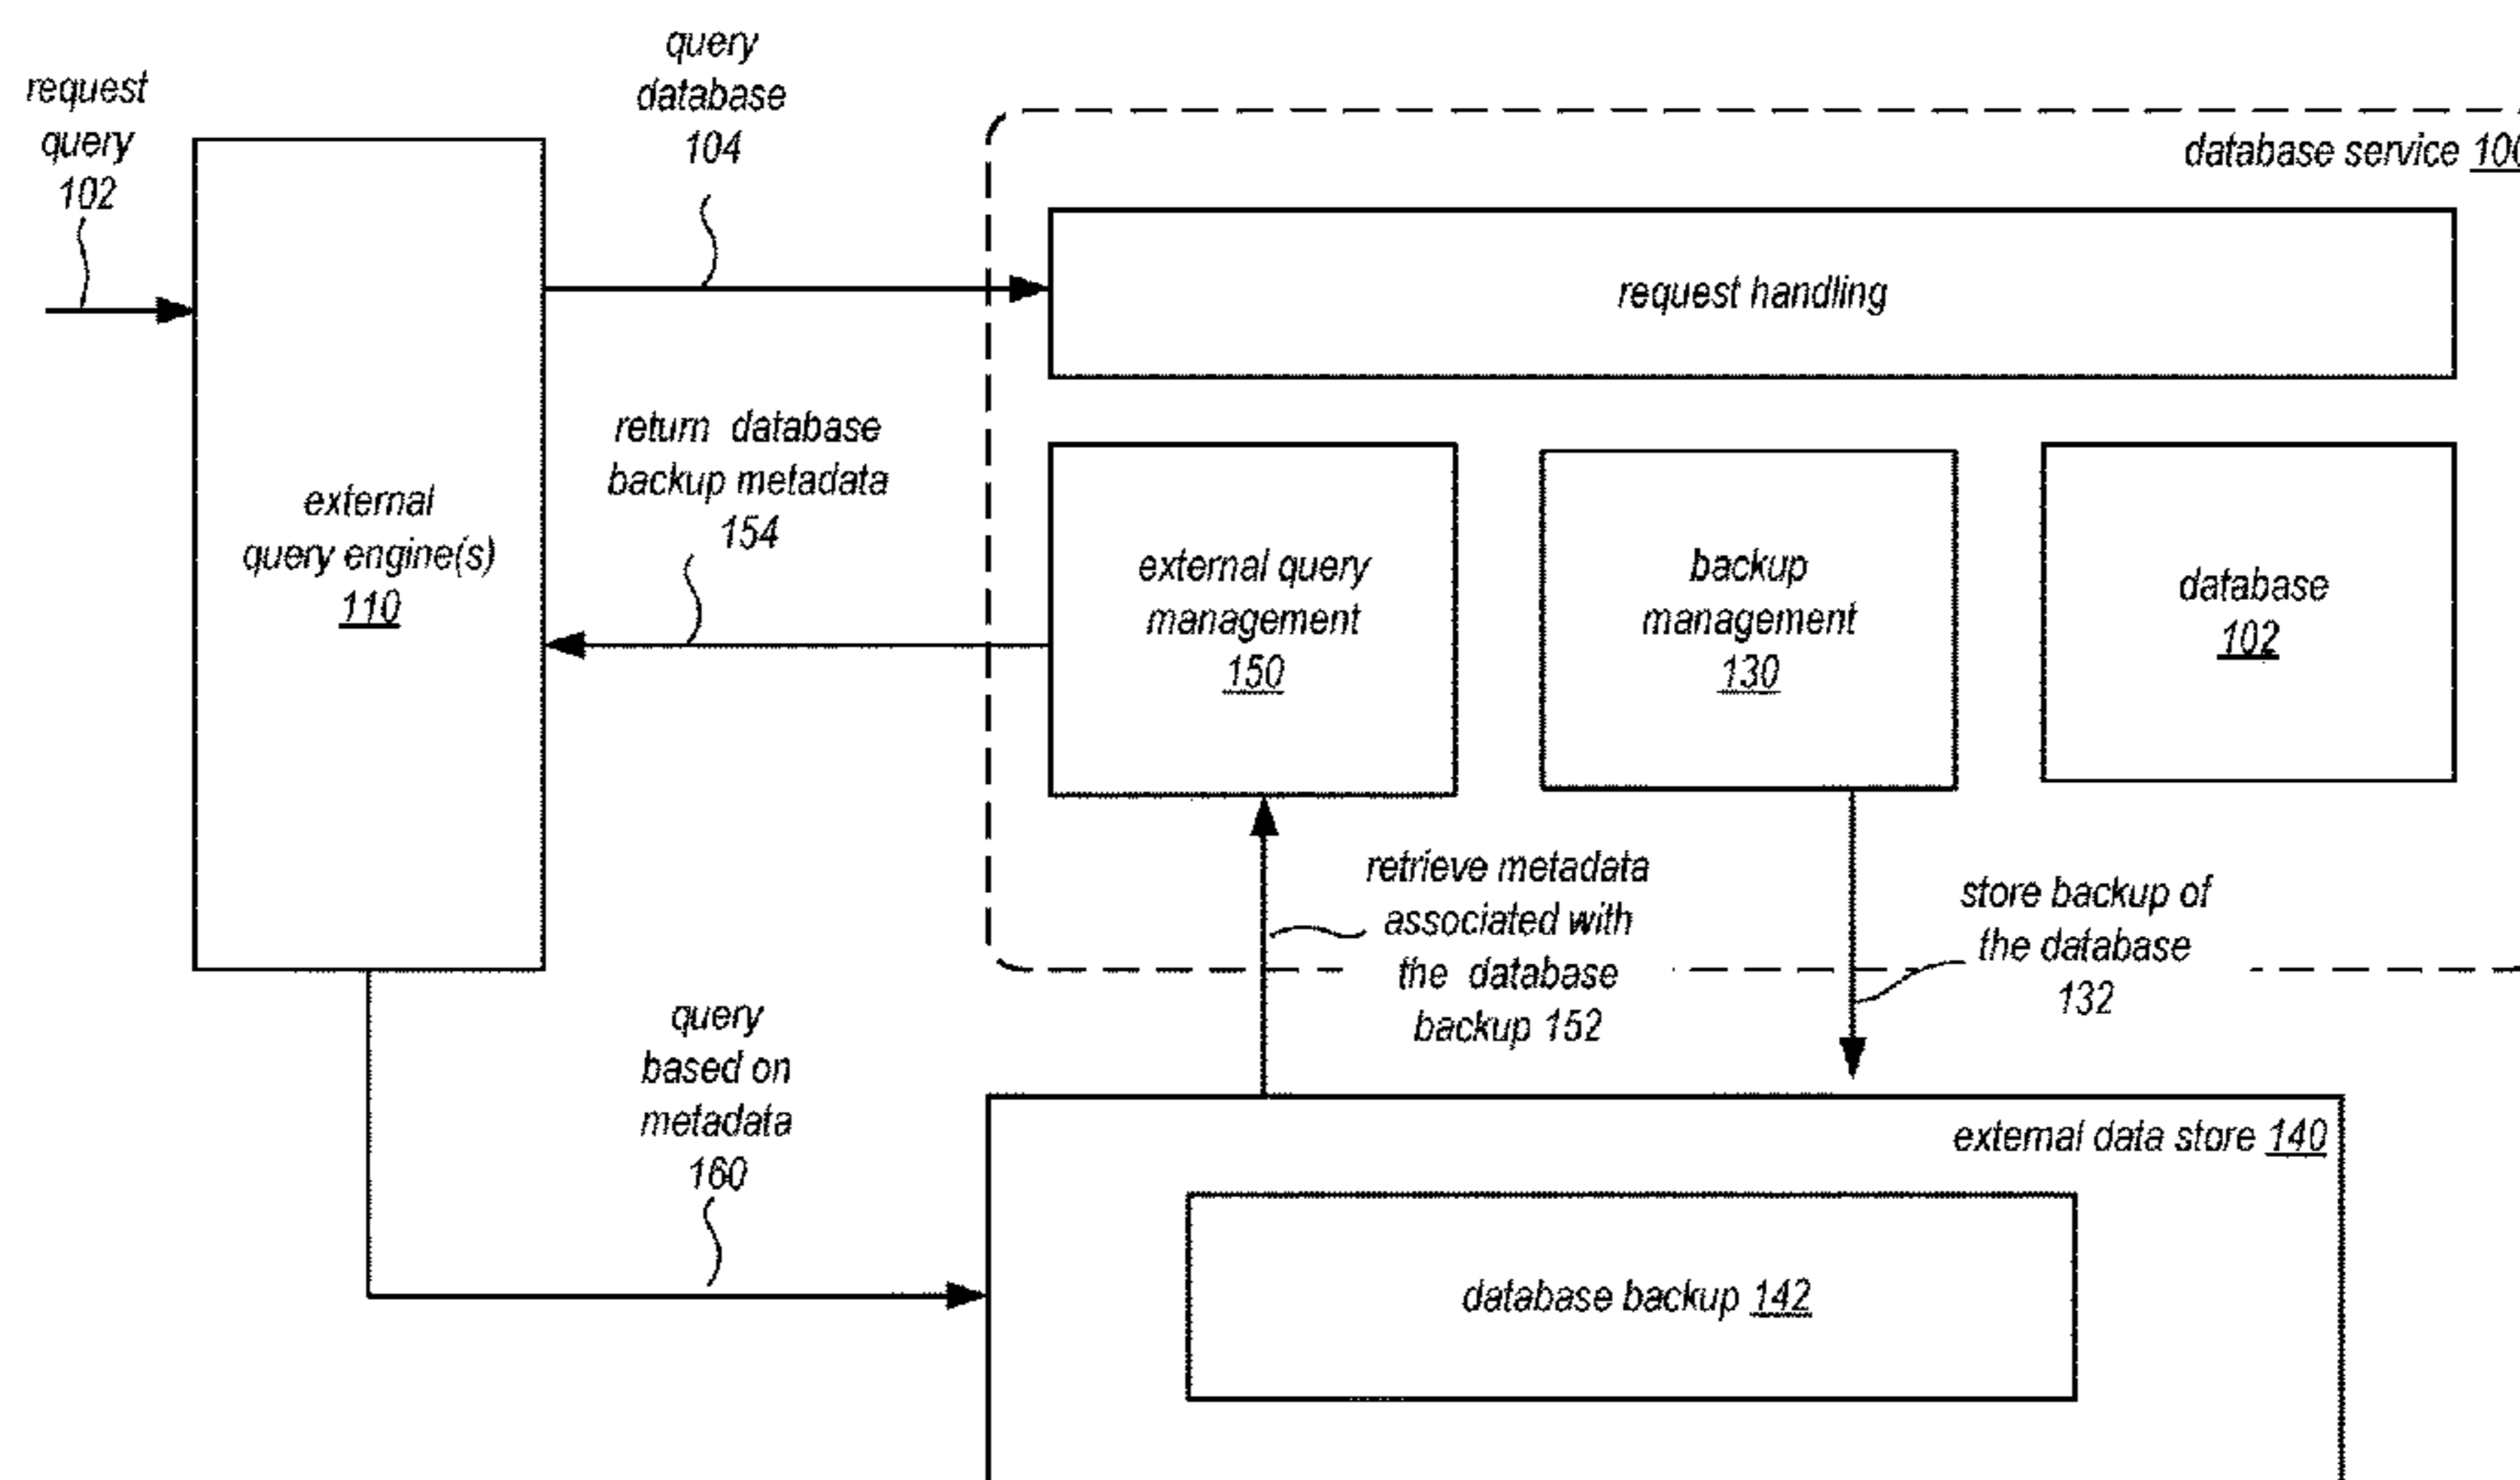 request
query
102
query
database
104
database service 100
request handling
external
query engine(s)
110
return database
backup metadata
154
external query
management
150
backup
management
130
database
102
retrieve metadata
associated with
the database
backup 152
store backup of
the database
132
query
based on
metadata
160
external data store 140
database backup 142